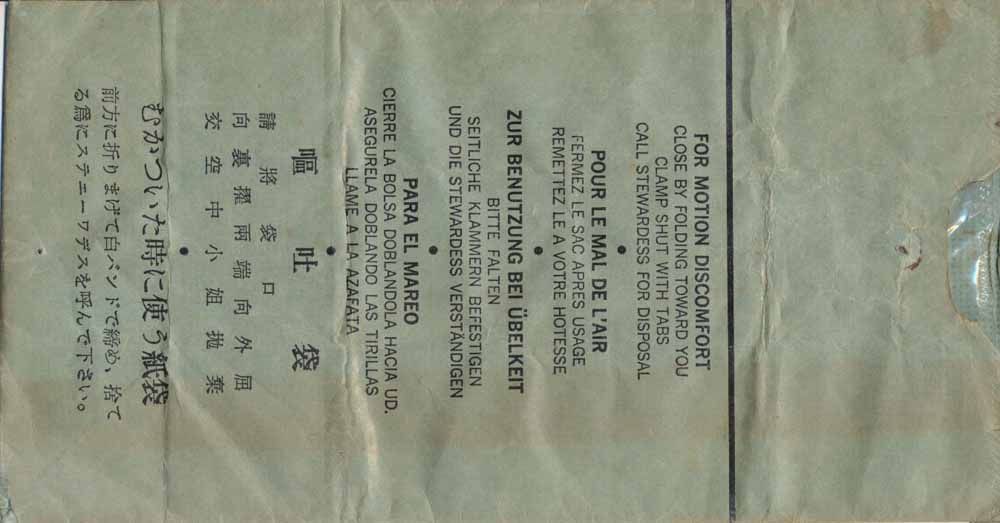 FOR MOTION DISCOMFORT
CLOSE BY FOLDING TOWARD YOU
CLAMP SHUT WITH TABS
CALL STEWARDESS FOR DISPOSAL
POUR LE MAL DE L'AIR
FERMEZ LE SAC APRES USAGE
REMETTEZ LE A VOTRE HOTESSE
ZUR BENUTZUNG BEI ÜBELKEIT
BITTE FALTEN
SEITLICHE KLAMMERN BEFESTIGEN
UND DIE STEWARDESS VERSTÄNDIGEN
PARA EL MAREO
CIERRE LA BOLSA DOBLANDOLA HACIA UD.
ASEGURELA DOBLANDO LAS TIRILLAS
LLAME A LA AZAFATA
嘔吐袋
請將袋口
向裏摺兩端向外屈
交空中小姐拋棄
むかついた時に使う紙袋
前方に折りまげて白バンドで締め、捨て
る爲にステニーワデスを呼んで下さい。